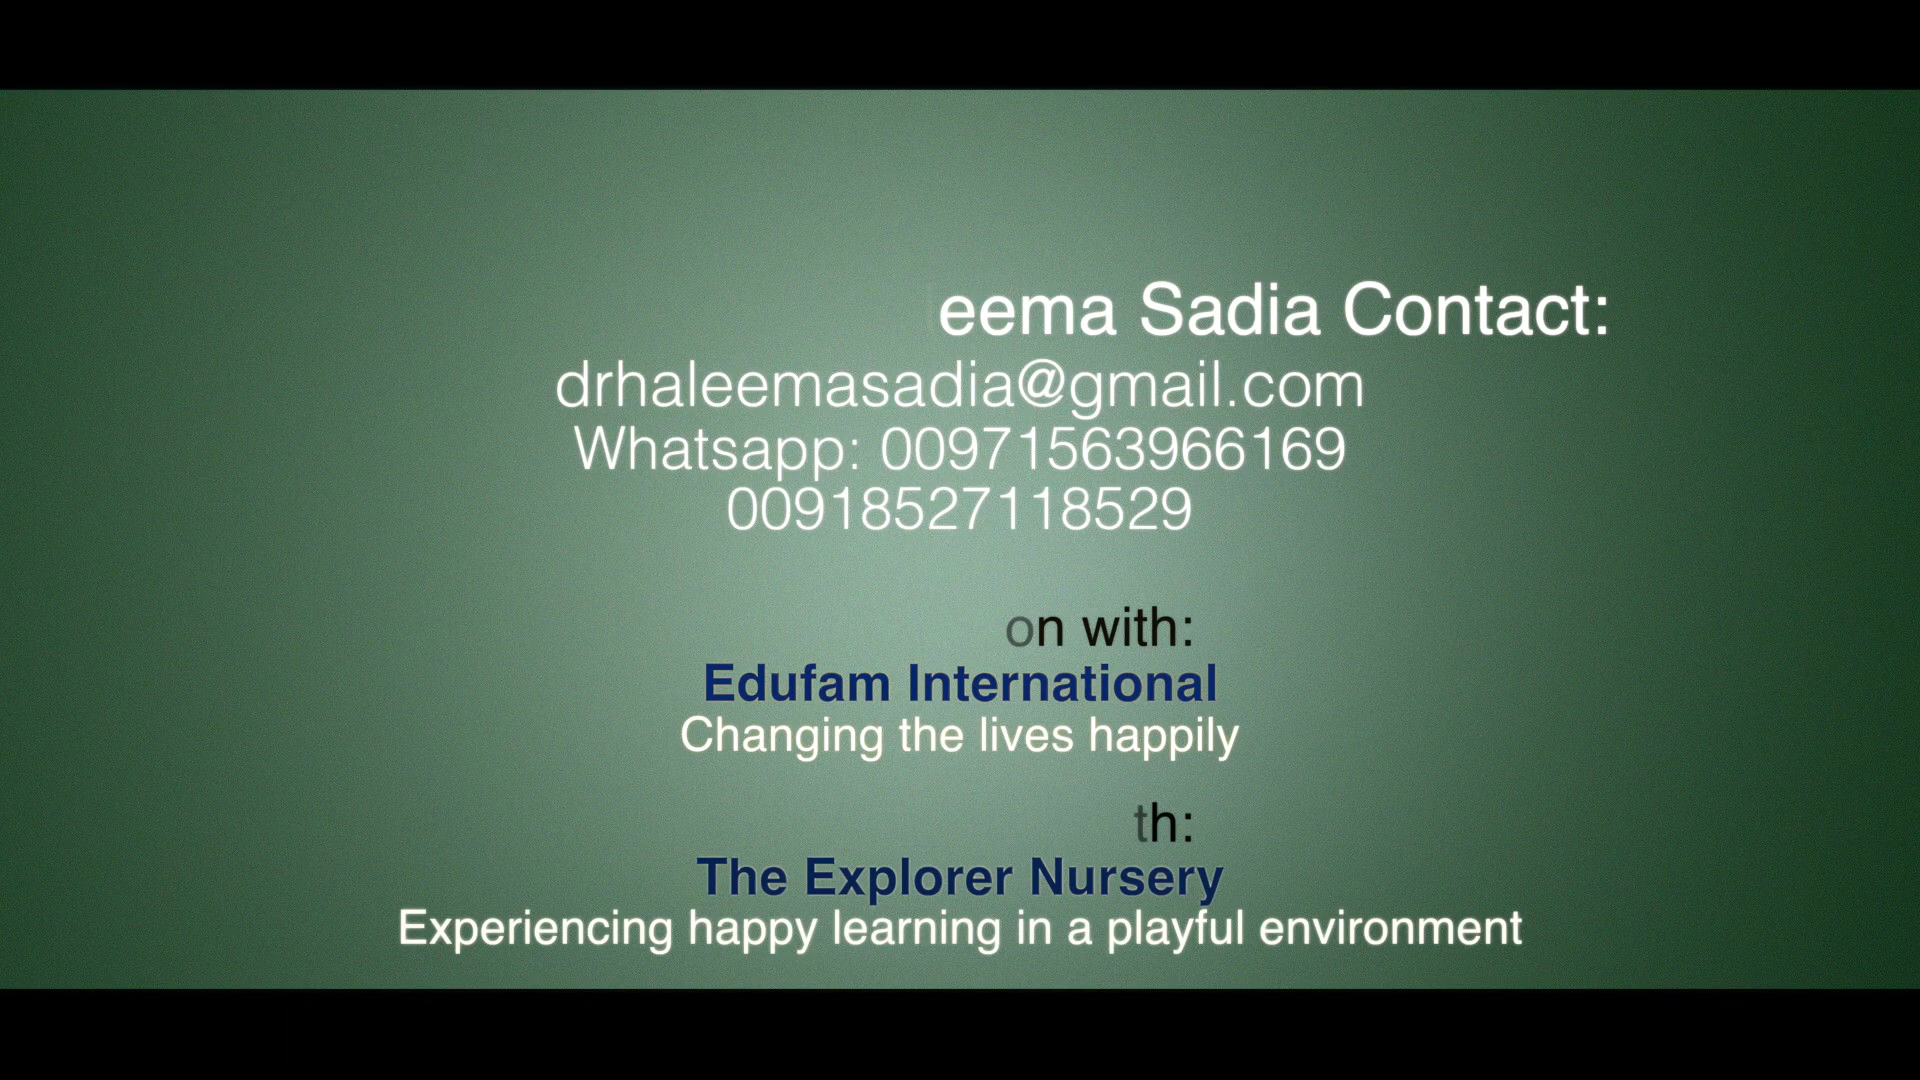 eema Sadia Contact:
drhaleemasadia@gmail.com
Whatsapp: 00971563966169
00918527118529
on with:
Edufam International
Changing the lives happily
th:
The Explorer Nursery
Experiencing happy learning in a playful environment